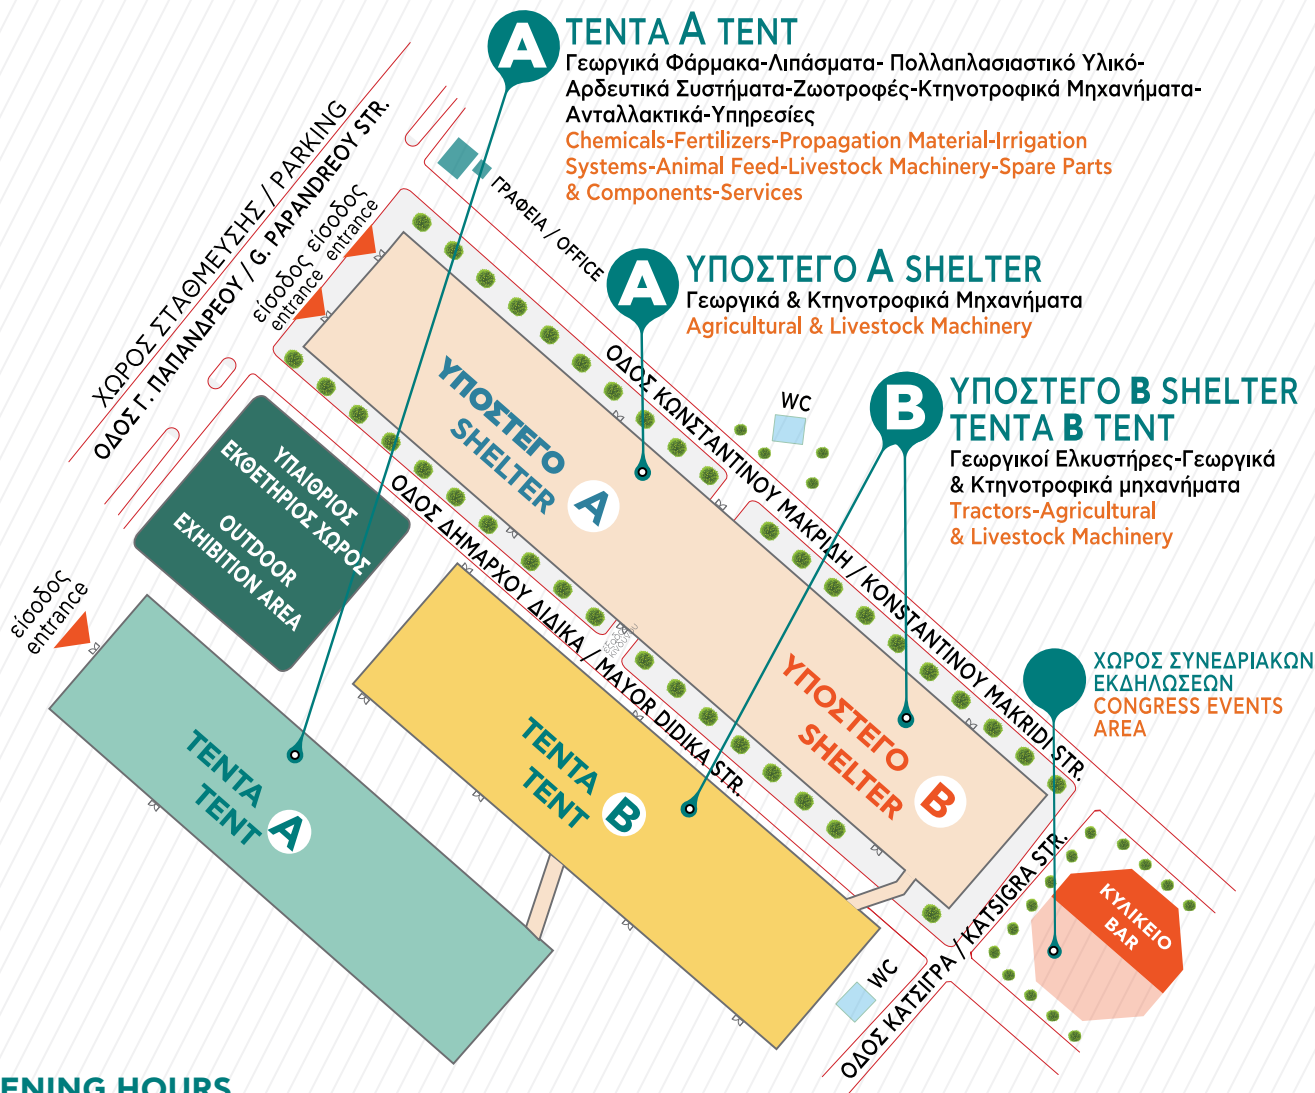 ΤΕΝΤΑ A TENT
A
Γεωργικά Φάρμακα-Λιπάσματα- Πολλαπλασιαστικό Υλικό-
Αρδευτικά Συστήματα-Ζωοτροφές-Κτηνοτροφικά Μηχανήματα-
Ανταλλακτικά-Υπηρεσίες
Chemicals-Fertilizers-Propagation Material-Irrigation
Systems-Animal Feed-Livestock Machinery-Spare Parts
& Components-Services
ΧΩΡΟΣ ΣΤΑΘΜΕΥΣΗΣ / PARKING
ΟΔΟΣ Γ. ΠΑΠΑΝΔΡΕΟΥ / G. PAPANDREOY STR.
ΓΡΑΦΕΙΑ / OFFICE
είσοδος
entrance
είσοδος
entrance
A
ΥΠΟΣΤΕΓΟ A SHELTER
Γεωργικά & Κτηνοτροφικά Μηχανήματα
Agricultural & Livestock Machinery
B
ΥΠΟΣΤΕΓΟ B SHELTER
TENTA B TENT
Γεωργικοί Ελκυστήρες-Γεωργικά
& Κτηνοτροφικά μηχανήματα
Tractors-Agricultural
& Livestock Machinery
WC
ΟΔΟΣ ΚΩΝΣΤΑΝΤΙΝΟΥ ΜΑΚΡΙΔΗ / KONSTANTINOU MAKRIDI STR.
ΥΠΟΣΤΕΓΟ
SHELTER A
ΥΠΑΙΘΡΙΟΣ
ΕΚΘΕΤΗΡΙΟΣ ΧΩΡΟΣ
OUTDOOR
EXHIBITION AREA
ΟΔΟΣ ΔΗΜΑΡΧΟΥ ΔΙΔΙΚΑ / MAYOR DIDIKA STR.
είσοδος
entrance
ΥΠΟΣΤΕΓΟ
SHELTER B
ΧΩΡΟΣ ΣΥΝΕΔΡΙΑΚΩΝ
ΕΚΔΗΛΩΣΕΩΝ
CONGRESS EVENTS
AREA
ΤΕΝΤΑ
TENT A
ΤΕΝΤΑ
TENT B
ΚΥΛΙΚΕΙΟ
BAR
WC
ΟΔΟΣ ΚΑΤΣΙΓΡΑ / KATSIGRA STR.
ENING HOURS